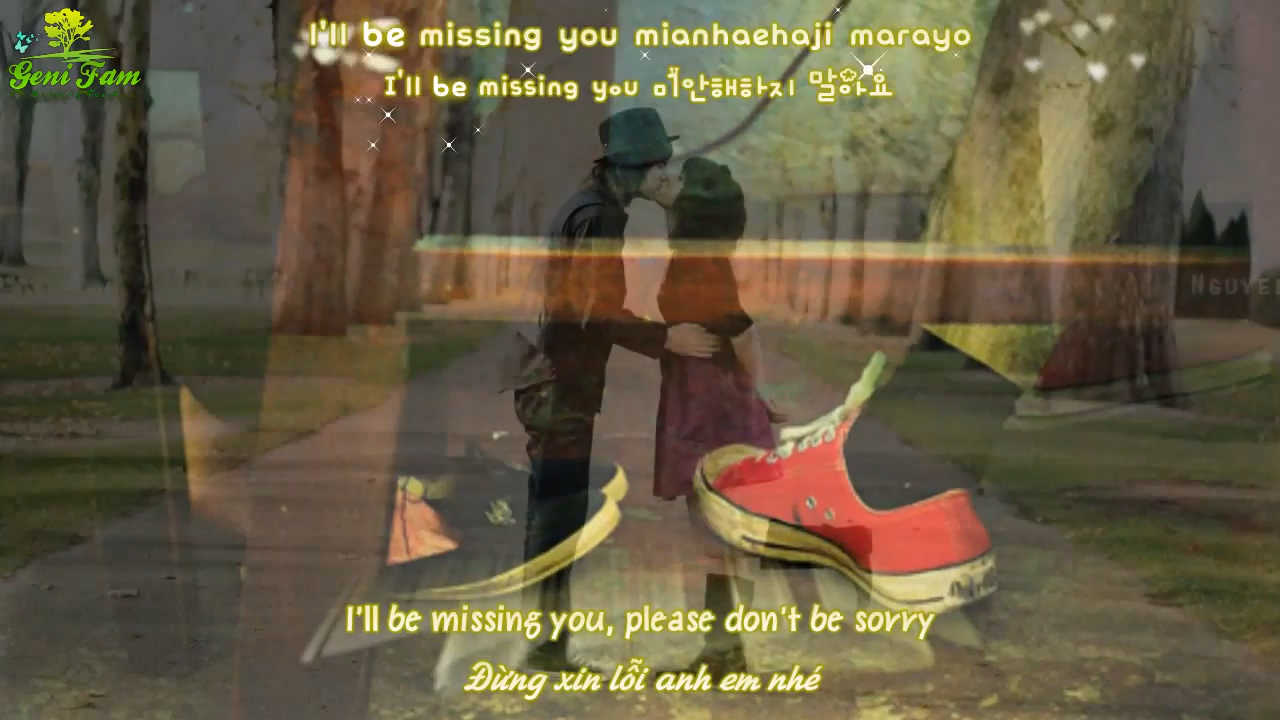 Geni Fam
I'll be missing you mianhaehaji marayo
I'll be missing you 미안해하지 말아요
NGUYE
I'll be missing you, please don't be sorry
Đừng xin lỗi anh em nhé